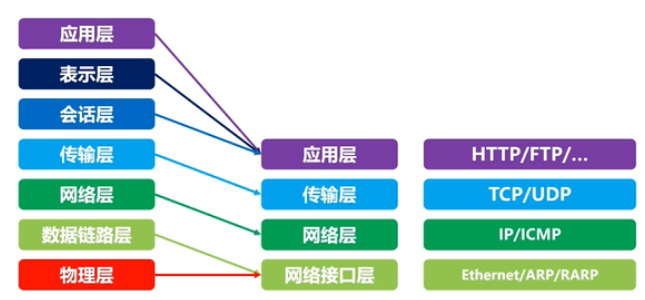 应用层
表示层
会话层
传输层
网络层
数据链路层
物理层
应用层
传输层
网络层
网络接口层
HTTP/FTP/...
TCP/UDP
IP/ICMP
Ethernet/ARP/RARP